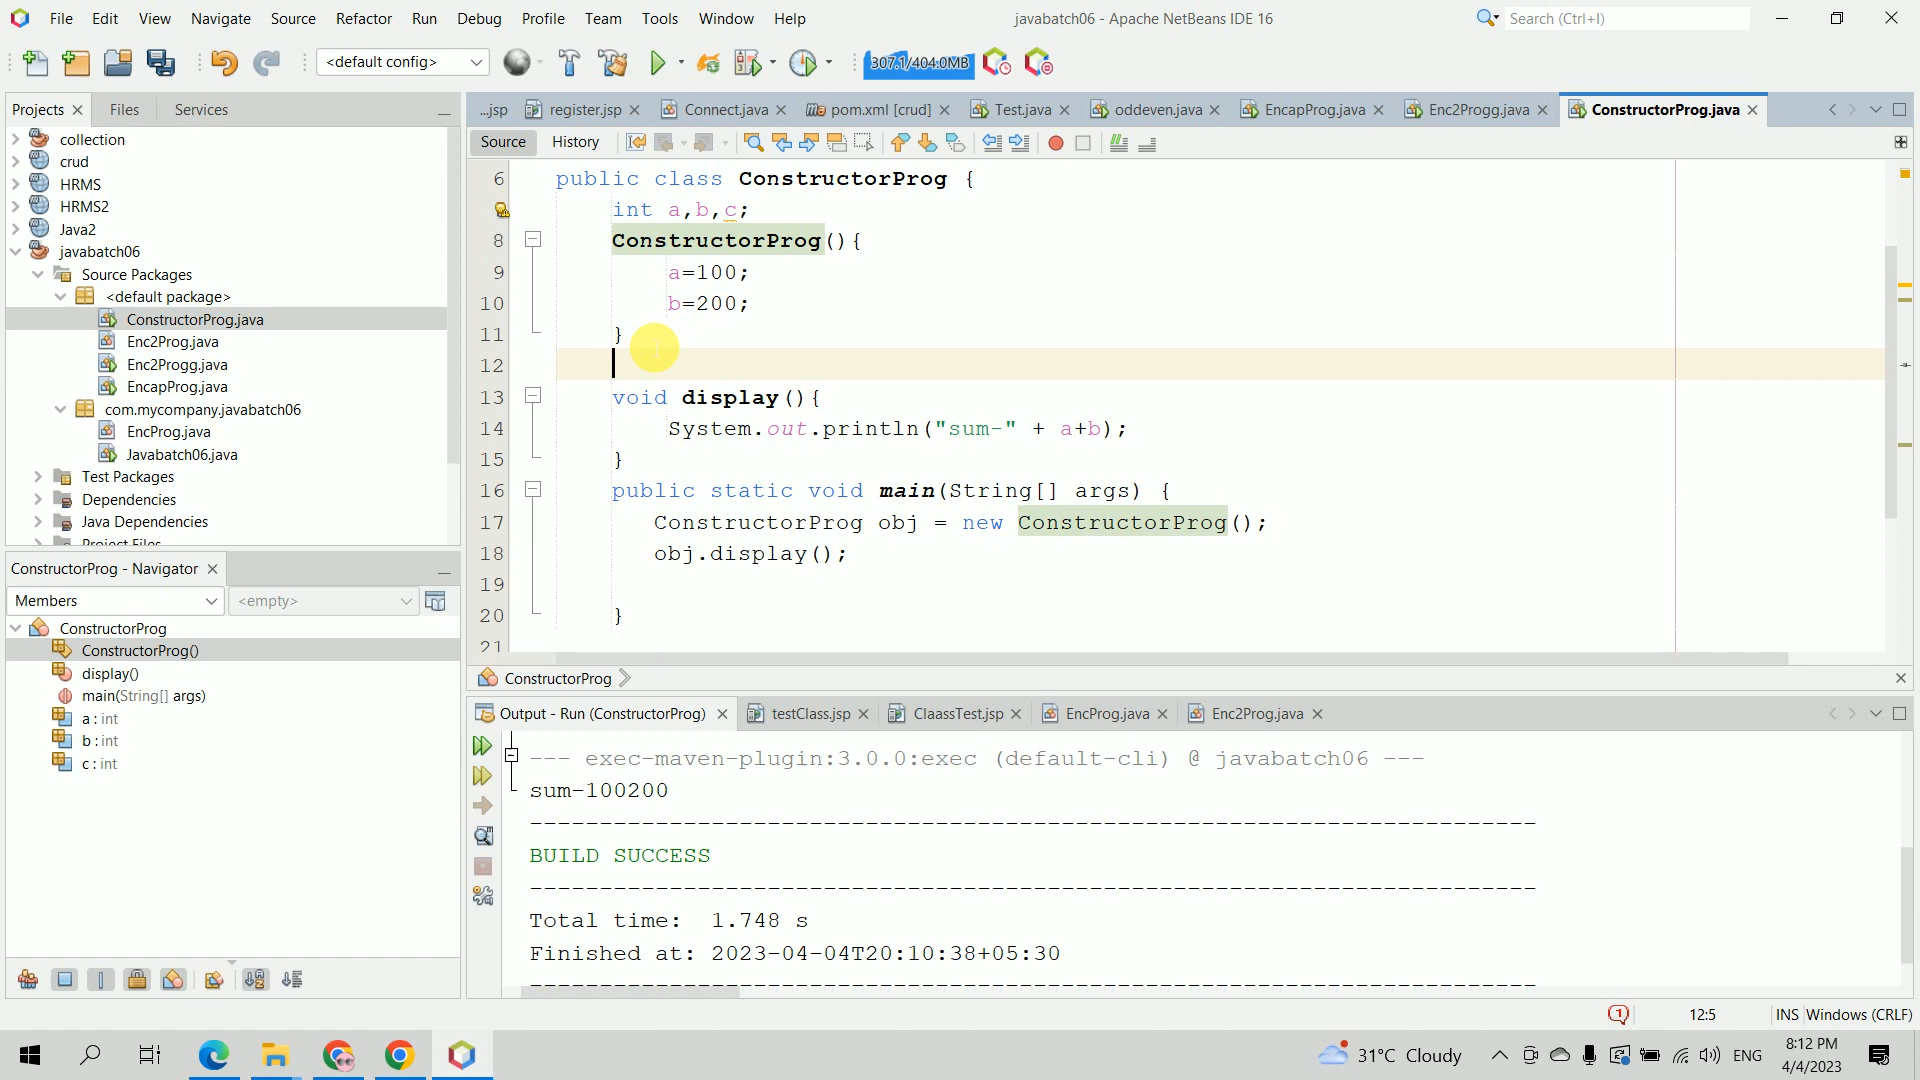 File Edit View Navigate Source Refactor Run Debug Profile Team Tools Window Help
javabatch06 - Apache NetBeans IDE 16
Search (Ctrl+I)
<default config>
307.1/404.0MB
Projects
Files
Services
collection
crud
HRMS
HRMS2
Java2
javabatch06
Source Packages
<default package>
ConstructorProg.java
Enc2Prog.java
Enc2Progg.java
EncapProg.java
com.mycompany.javabatch06
EncProg.java
Javabatch06.java
Test Packages
Dependencies
Java Dependencies
Project Files
ConstructorProg - Navigator
Members
<empty>
ConstructorProg
ConstructorProg()
display()
main(String[] args)
a : int
b : int
c : int
...jsp register.jsp Connect.java pom.xml [crud] Test.java oddeven.java EncapProg.java Enc2Progg.java ConstructorProg.java
Source History
6 public class ConstructorProg {
int a,b,c;
8 ConstructorProg(){
9 a=100;
10 b=200;
11 }
12
13 void display(){
14 System.out.println("sum-" + a+b);
15 }
16 public static void main(String[] args) {
17 ConstructorProg obj = new ConstructorProg();
18 obj.display();
19
20 }
21
ConstructorProg
Output - Run (ConstructorProg) testClass.jsp ClaassTest.jsp EncProg.java Enc2Prog.java
--- exec-maven-plugin:3.0.0:exec (default-cli) @ javabatch06 ---
sum-100200
------------------------------------------------------------------------
BUILD SUCCESS
------------------------------------------------------------------------
Total time:  1.748 s
Finished at: 2023-04-04T20:10:38+05:30
------------------------------------------------------------------------
1 12:5 INS Windows (CRLF)
31°C Cloudy
ENG
8:12 PM
4/4/2023